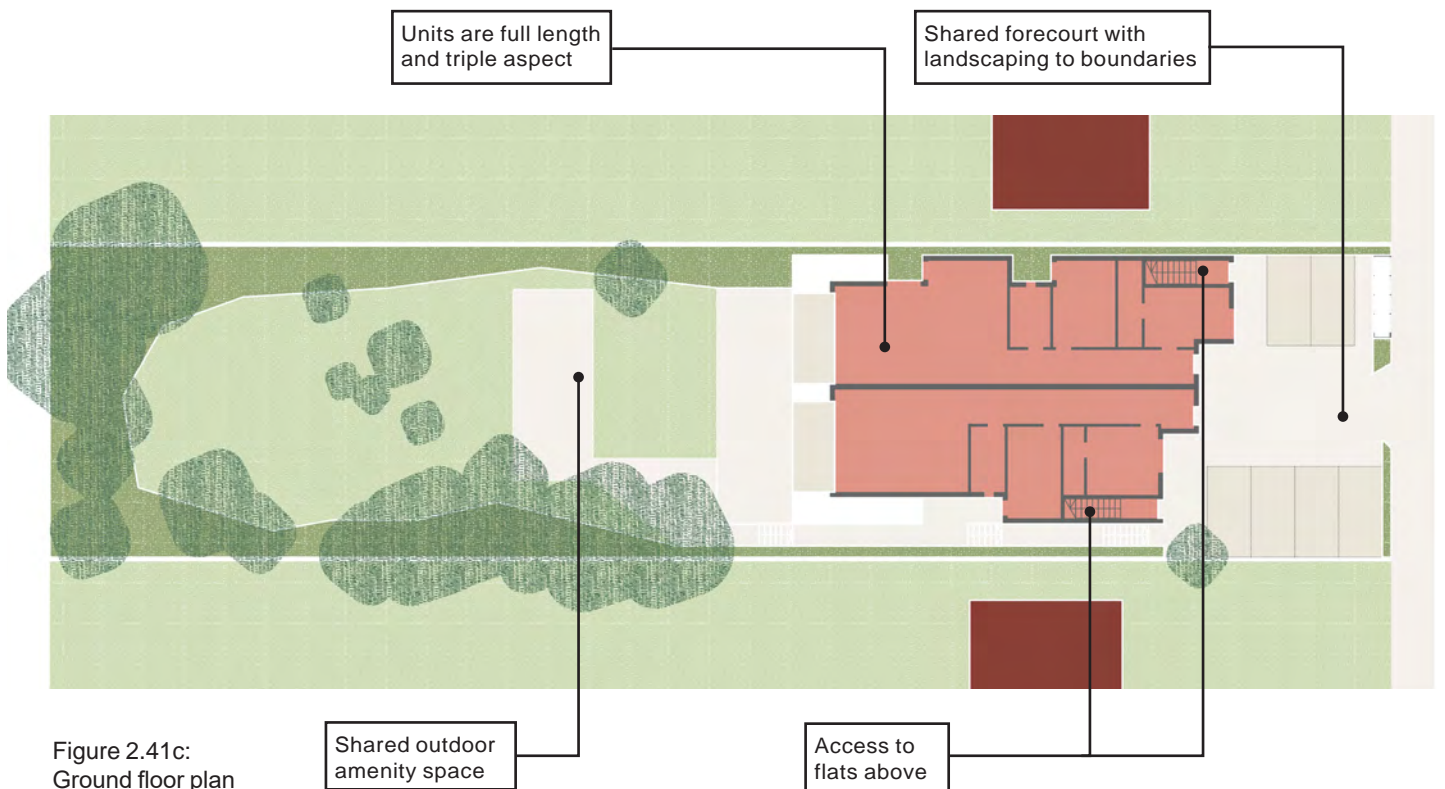 Units are full length
and triple aspect
Shared forecourt with
landscaping to boundaries
Figure 2.41c:
Ground floor plan
Shared outdoor
amenity space
Access to
flats above